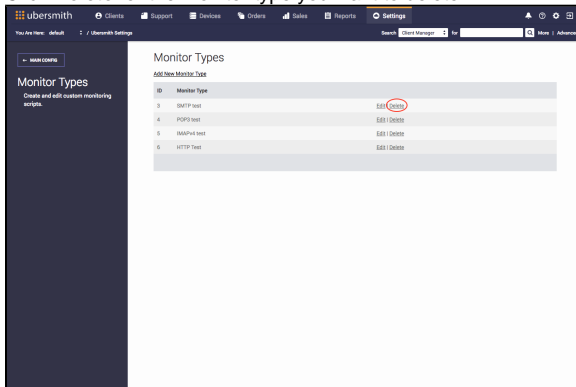 ubersmith Clients Support Devices Orders Sales Reports Settings
You Are Here: default / Ubersmith Settings Search Client Manager for More | Advanced
← MAIN CONFIG
Monitor Types
Create and edit custom monitoring
scripts.
Monitor Types
Add New Monitor Type
ID Monitor Type
3 SMTP test Edit | Delete
4 POP3 test Edit | Delete
5 IMAPv4 test Edit | Delete
6 HTTP Test Edit | Delete